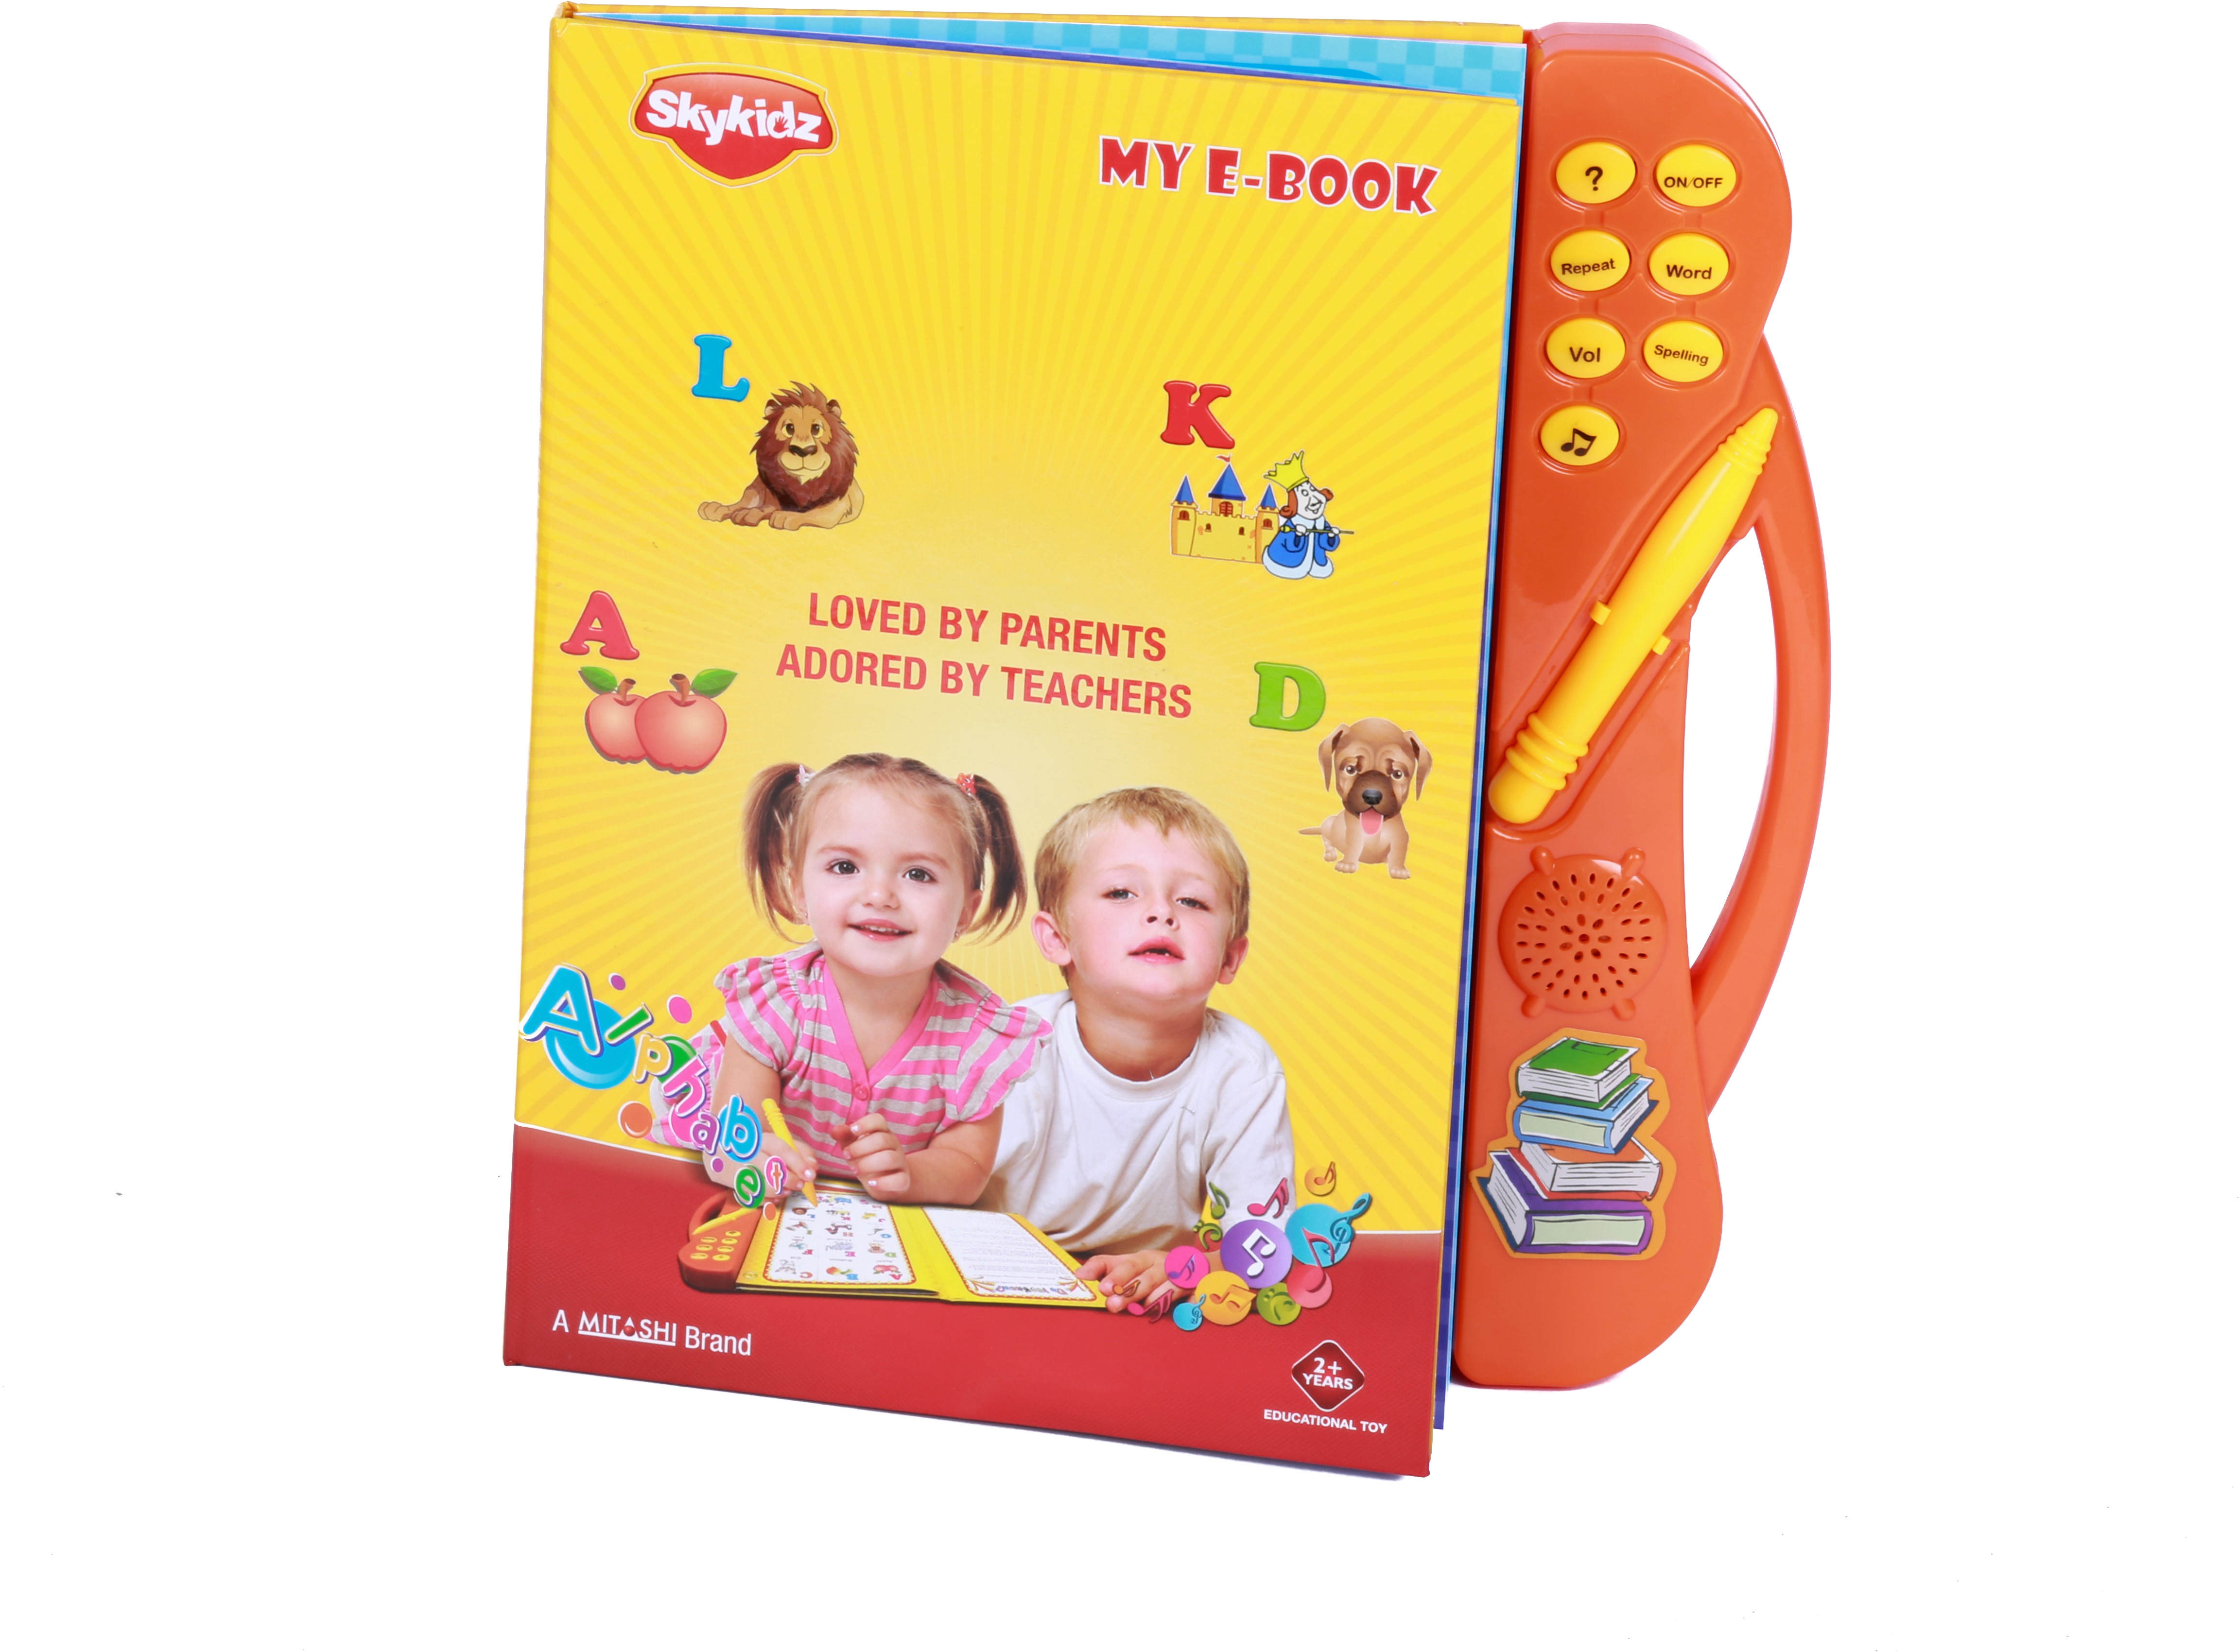 Skykidz
MY E-BOOK
?
ON/OFF
Repeat
Word
Vol
Spelling
L
K
A
LOVED BY PARENTS
ADORED BY TEACHERS
D
Alphabet
A MITASHI Brand
2+
YEARS
EDUCATIONAL TOY